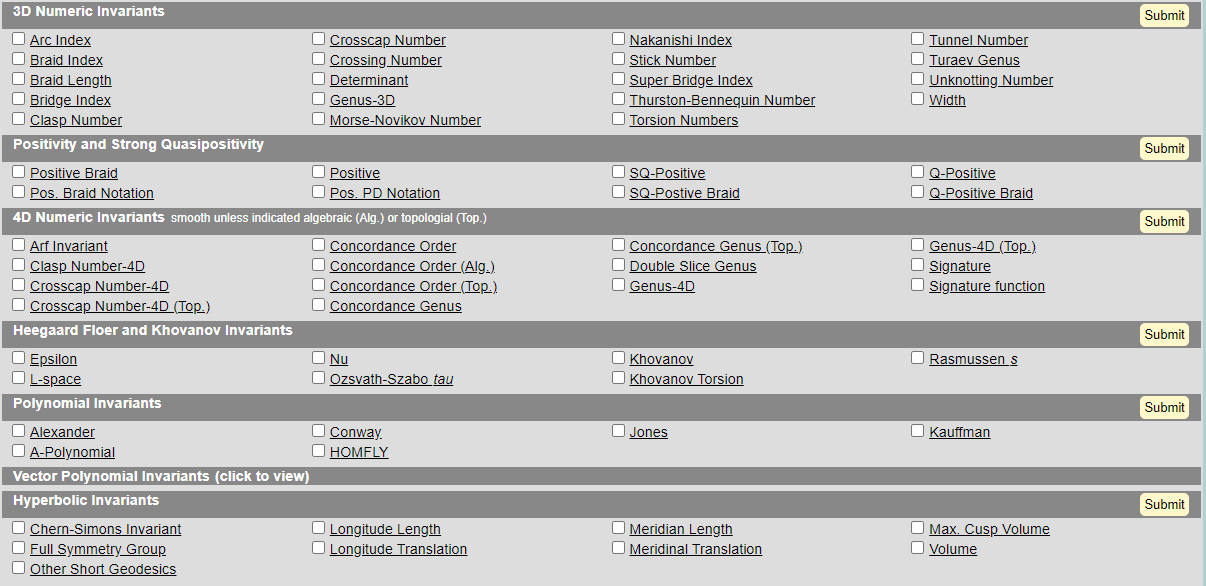 3D Numeric Invariants Submit
Arc Index Crosscap Number Nakanishi Index Tunnel Number
Braid Index Crossing Number Stick Number Turaev Genus
Braid Length Determinant Super Bridge Index Unknotting Number
Bridge Index Genus-3D Thurston-Bennequin Number Width
Clasp Number Morse-Novikov Number Torsion Numbers
Positivity and Strong Quasipositivity Submit
Positive Braid Positive SQ-Positive Q-Positive
Pos. Braid Notation Pos. PD Notation SQ-Postive Braid Q-Positive Braid
4D Numeric Invariants smooth unless indicated algebraic (Alg.) or topologial (Top.) Submit
Arf Invariant Concordance Order Concordance Genus (Top.) Genus-4D (Top.)
Clasp Number-4D Concordance Order (Alg.) Double Slice Genus Signature
Crosscap Number-4D Concordance Order (Top.) Genus-4D Signature function
Crosscap Number-4D (Top.) Concordance Genus
Heegaard Floer and Khovanov Invariants Submit
Epsilon Nu Khovanov Rasmussen s
L-space Ozsvath-Szabo tau Khovanov Torsion
Polynomial Invariants Submit
Alexander Conway Jones Kauffman
A-Polynomial HOMFLY
Vector Polynomial Invariants (click to view)
Hyperbolic Invariants Submit
Chern-Simons Invariant Longitude Length Meridian Length Max. Cusp Volume
Full Symmetry Group Longitude Translation Meridinal Translation Volume
Other Short Geodesics